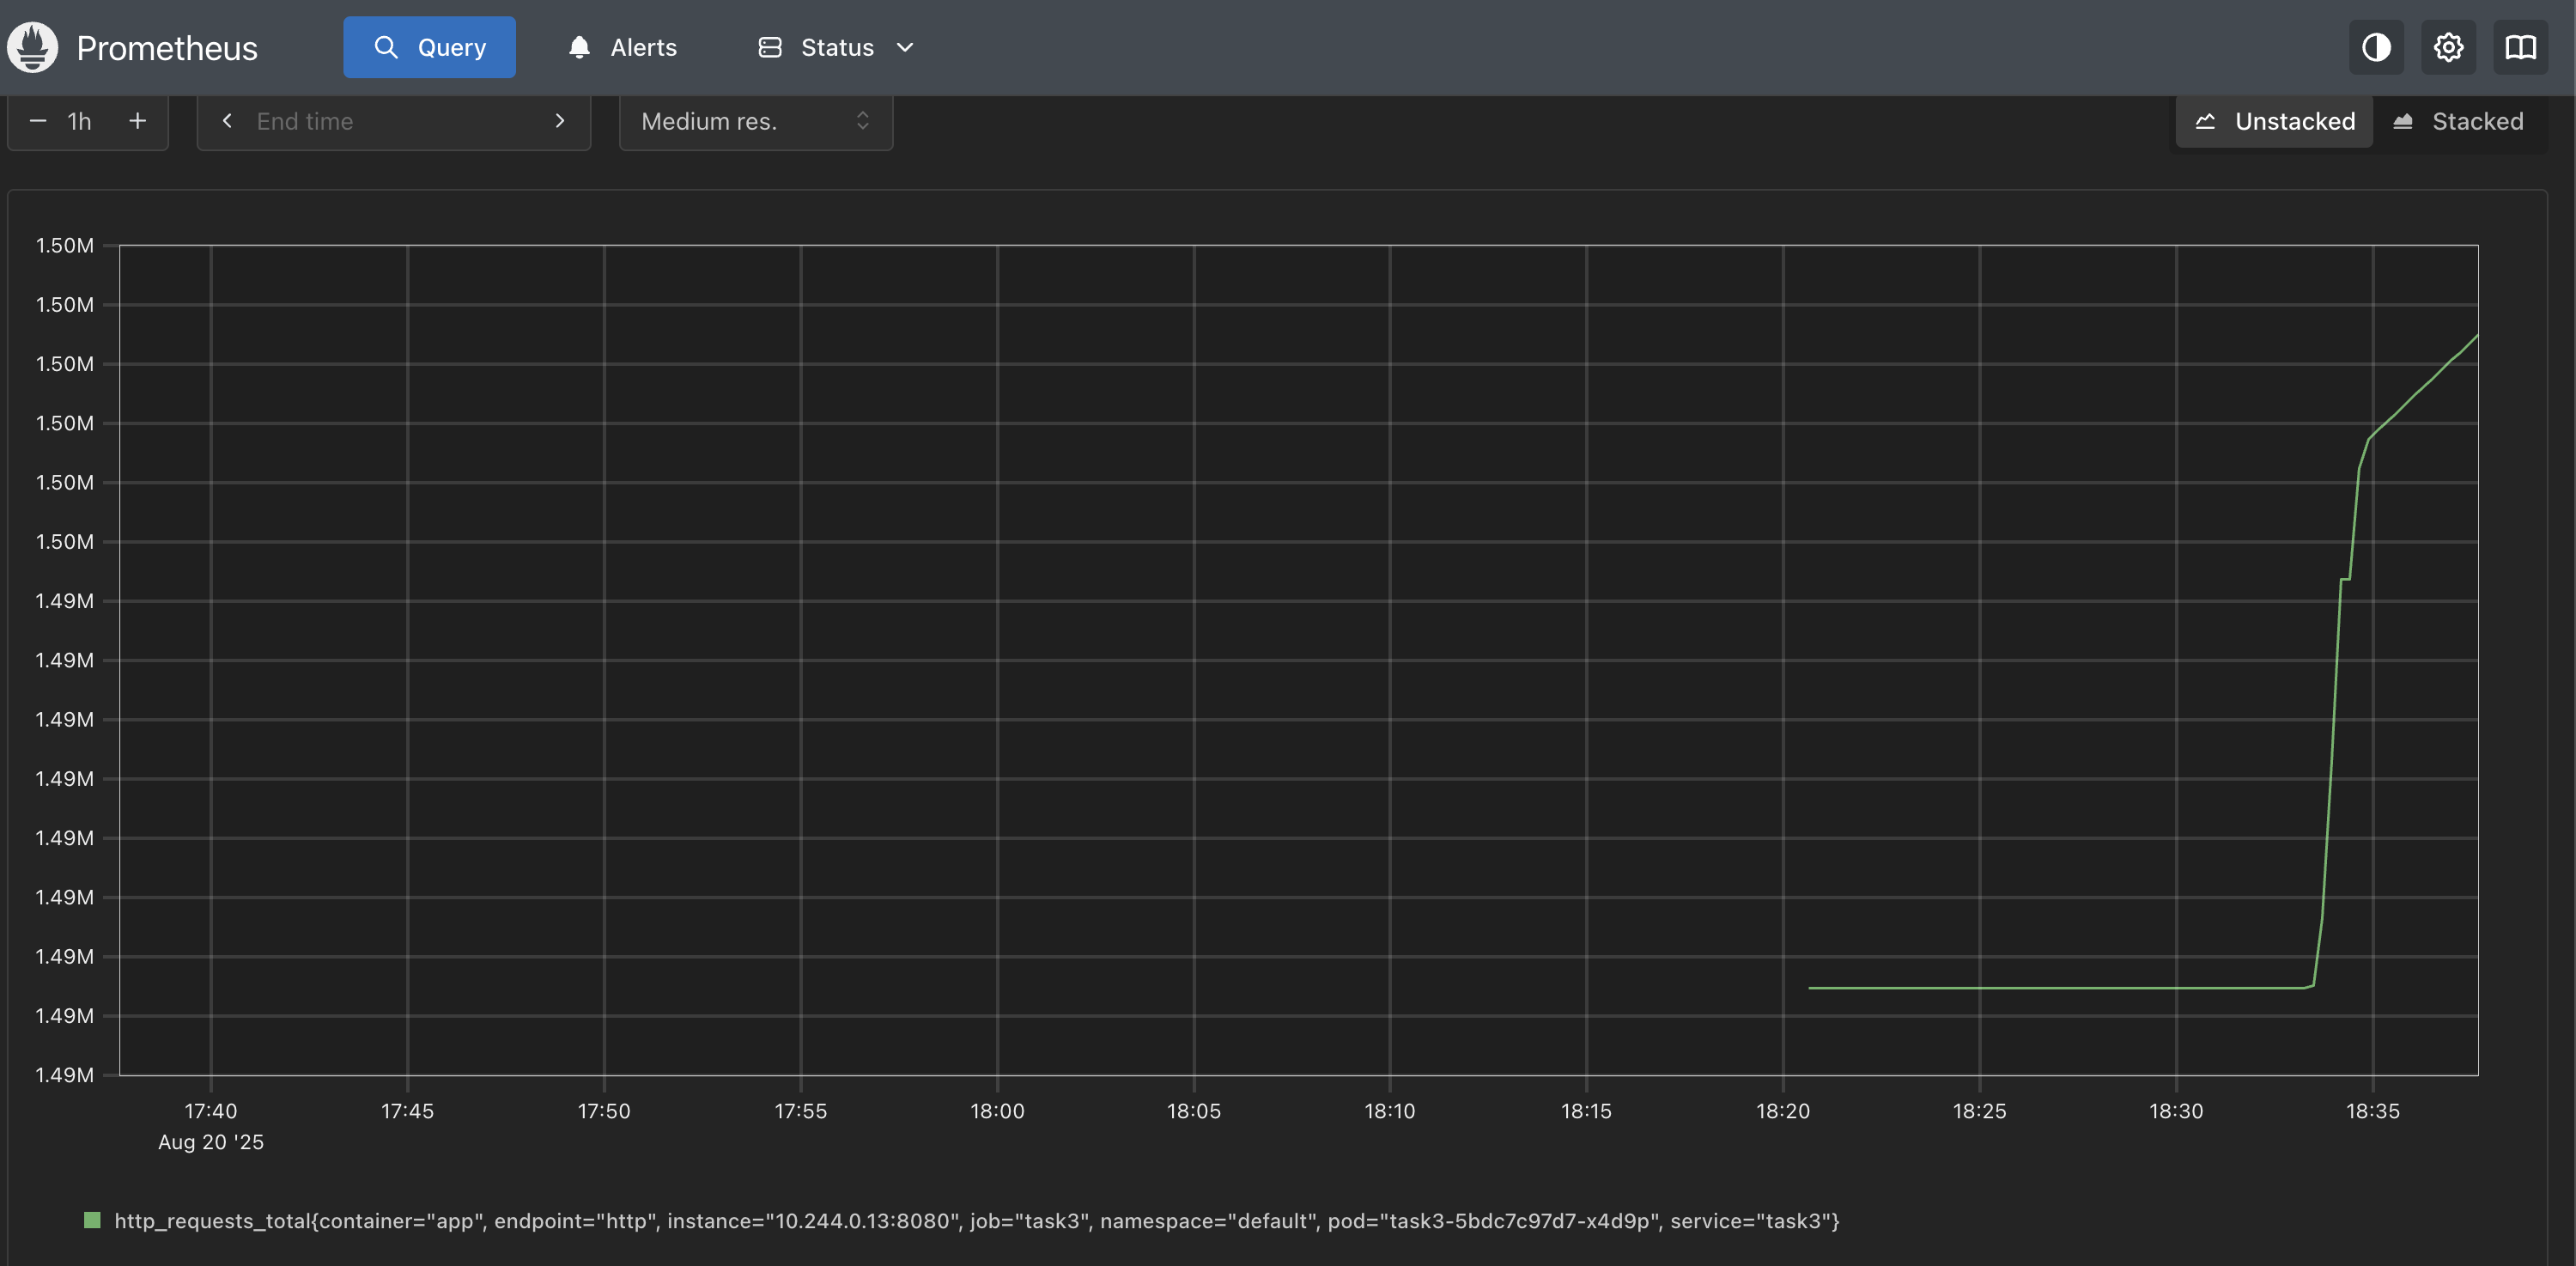 Prometheus Query Alerts Status
1h End time Medium res. Unstacked Stacked
1.50M
1.50M
1.50M
1.50M
1.50M
1.50M
1.49M
1.49M
1.49M
1.49M
1.49M
1.49M
1.49M
1.49M
1.49M
17:40 17:45 17:50 17:55 18:00 18:05 18:10 18:15 18:20 18:25 18:30 18:35
Aug 20 '25
http_requests_total{container="app", endpoint="http", instance="10.244.0.13:8080", job="task3", namespace="default", pod="task3-5bdc7c97d7-x4d9p", service="task3"}